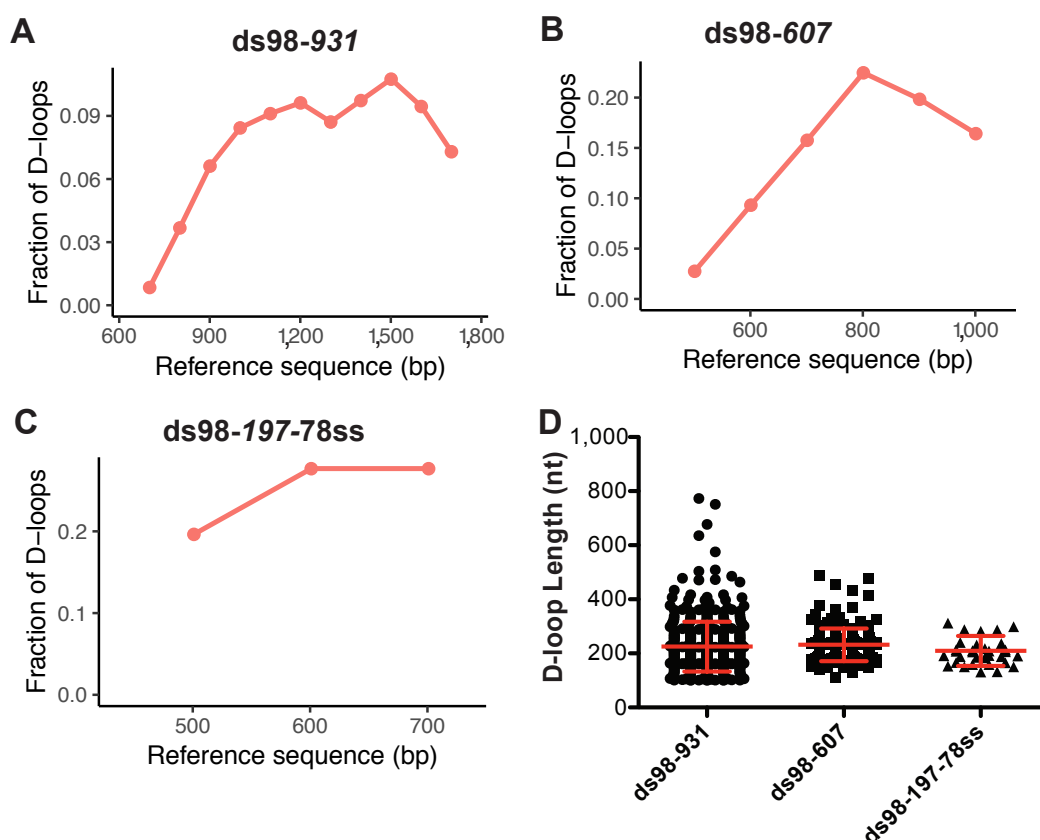 A
ds98-931
Fraction of D-loops
0.09
0.06
0.03
0.00
600
900
1,200
1,500
1,800
Reference sequence (bp)
B
ds98-607
Fraction of D-loops
0.20
0.15
0.10
0.05
0.00
600
800
1,000
Reference sequence (bp)
C
ds98-197-78ss
Fraction of D-loops
0.2
0.1
0.0
500
600
700
Reference sequence (bp)
D
D-loop Length (nt)
1,000
800
600
400
200
0
ds98-931
ds98-607
ds98-197-78ss